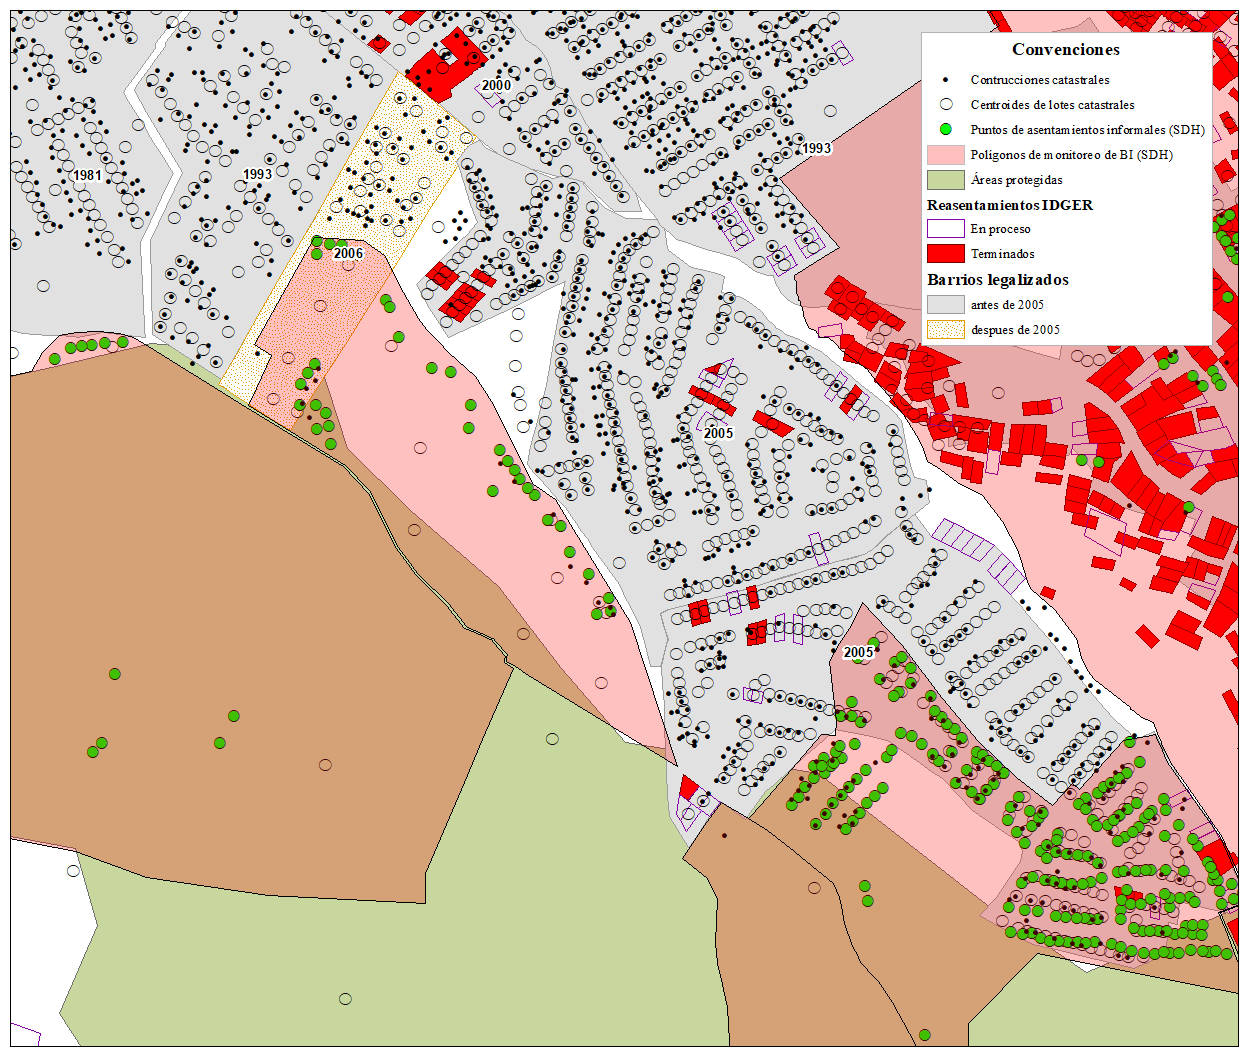 Convenciones
Contrucciones catastrales
Centroides de lotes catastrales
Puntos de asentamientos informales (SDH)
Polígonos de monitoreo de BI (SDH)
Áreas protegidas
Reasentamientos IDGER
En proceso
Terminados
Barrios legalizados
antes de 2005
despues de 2005
2000
1993
1981
1993
2006
2005
2005